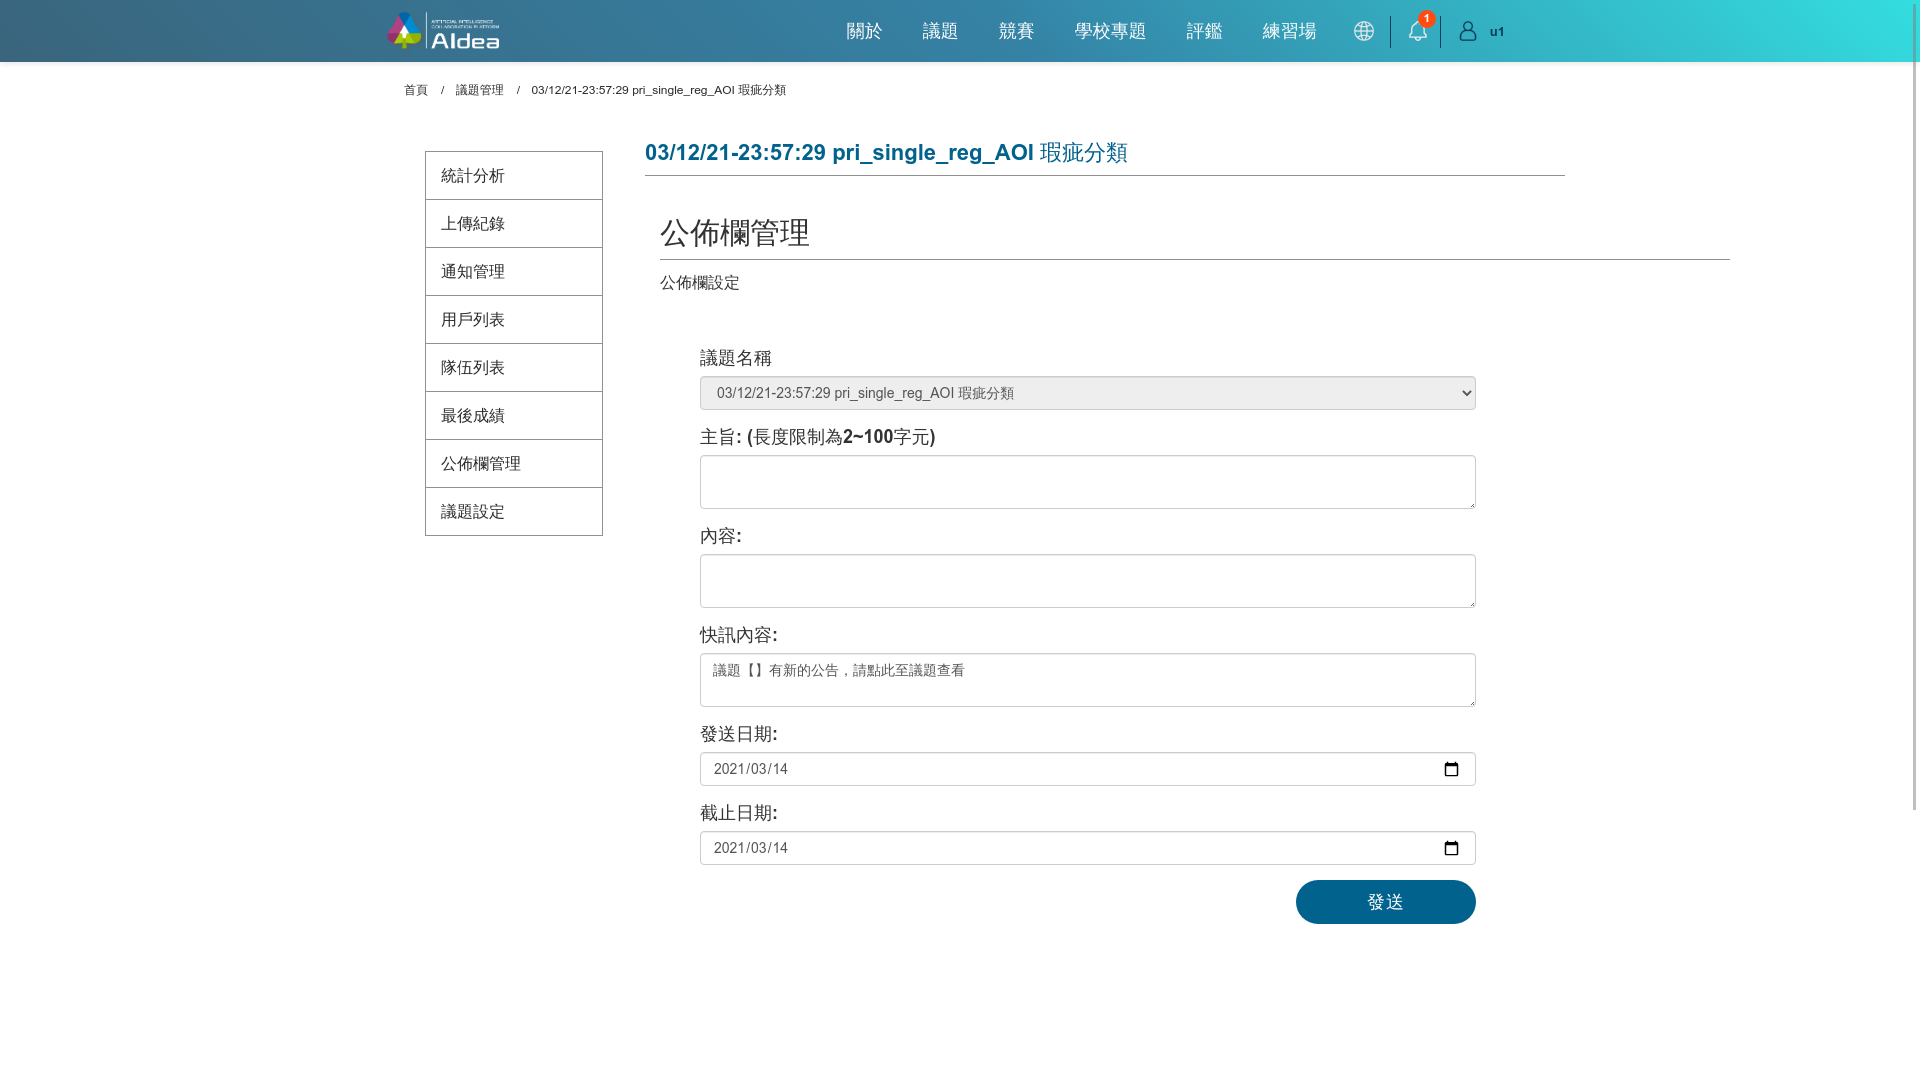 ARTIFICIAL INTELLIGENCE
COLLABORATION PLATFORM
AIdea
關於 議題 競賽 學校專題 評鑑 練習場 1 u1
首頁 / 議題管理 / 03/12/21-23:57:29 pri_single_reg_AOI 瑕疵分類
03/12/21-23:57:29 pri_single_reg_AOI 瑕疵分類
統計分析
上傳紀錄
通知管理
用戶列表
隊伍列表
最後成績
公佈欄管理
議題設定
公佈欄管理
公佈欄設定
議題名稱
03/12/21-23:57:29 pri_single_reg_AOI 瑕疵分類
主旨: (長度限制為2~100字元)
內容:
快訊內容:
議題【】有新的公告，請點此至議題查看
發送日期:
2021/03/14
截止日期:
2021/03/14
發送